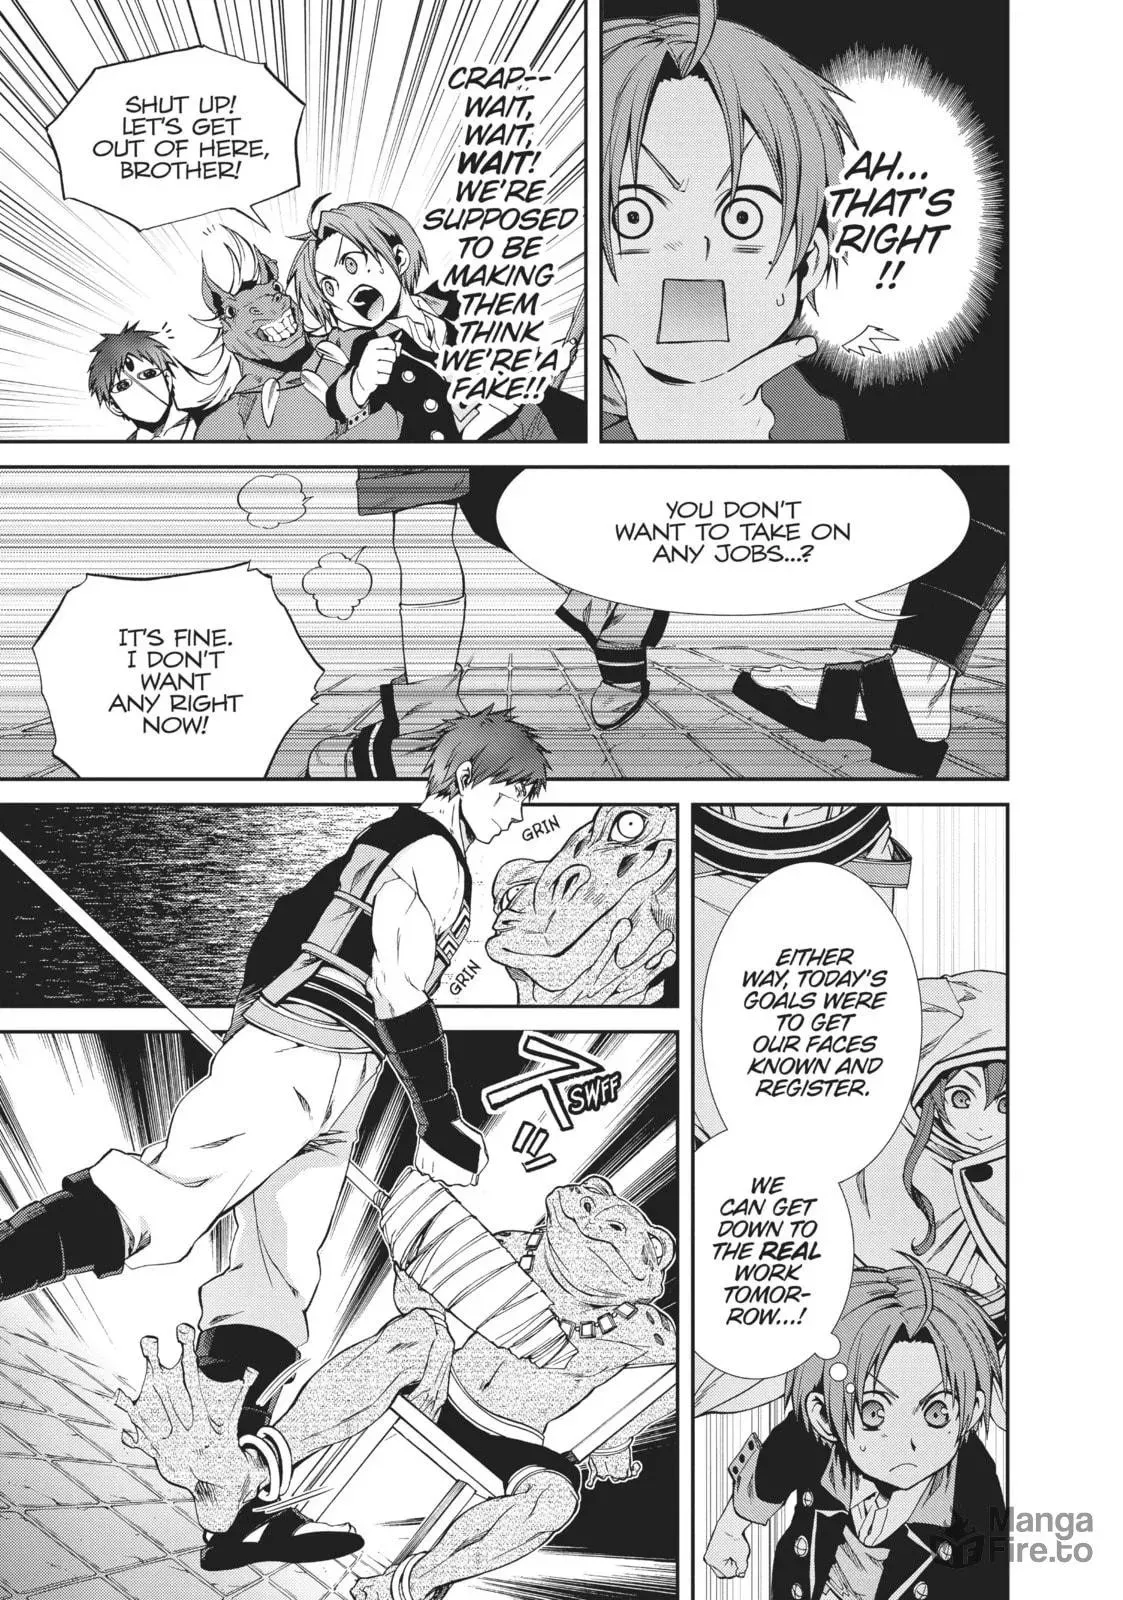 AH...
THAT'S
RIGHT
!!
CRAP--
WAIT,
WAIT,
WAIT!
WE'RE
SUPPOSED
TO BE
MAKING
THEM
THINK
WE'RE A
FAKE!!
SHUT UP!
LET'S GET
OUT OF HERE,
BROTHER!
YOU DON'T
WANT TO TAKE ON
ANY JOBS...?
IT'S FINE.
I DON'T
WANT
ANY RIGHT
NOW!
EITHER
WAY, TODAY'S
GOALS WERE
TO GET
OUR FACES
KNOWN AND
REGISTER.
WE
CAN GET
DOWN TO
THE REAL
WORK
TOMOR-
ROW...!
GRIN
GRIN
SWFF
Manga
Fire.to